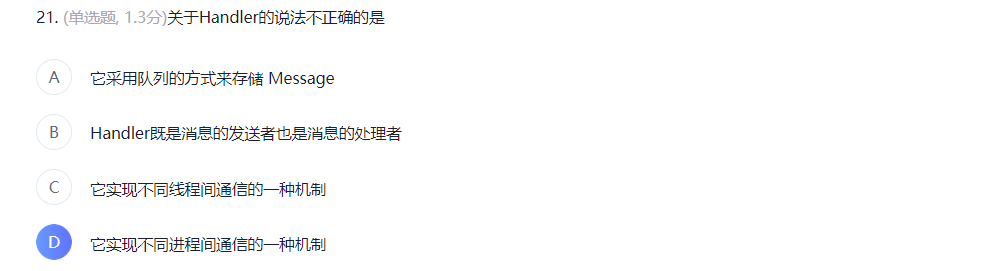 21. (单选题, 1.3分)关于Handler的说法不正确的是
A 它采用队列的方式来存储 Message
B Handler既是消息的发送者也是消息的处理者
C 它实现不同线程间通信的一种机制
D 它实现不同进程间通信的一种机制